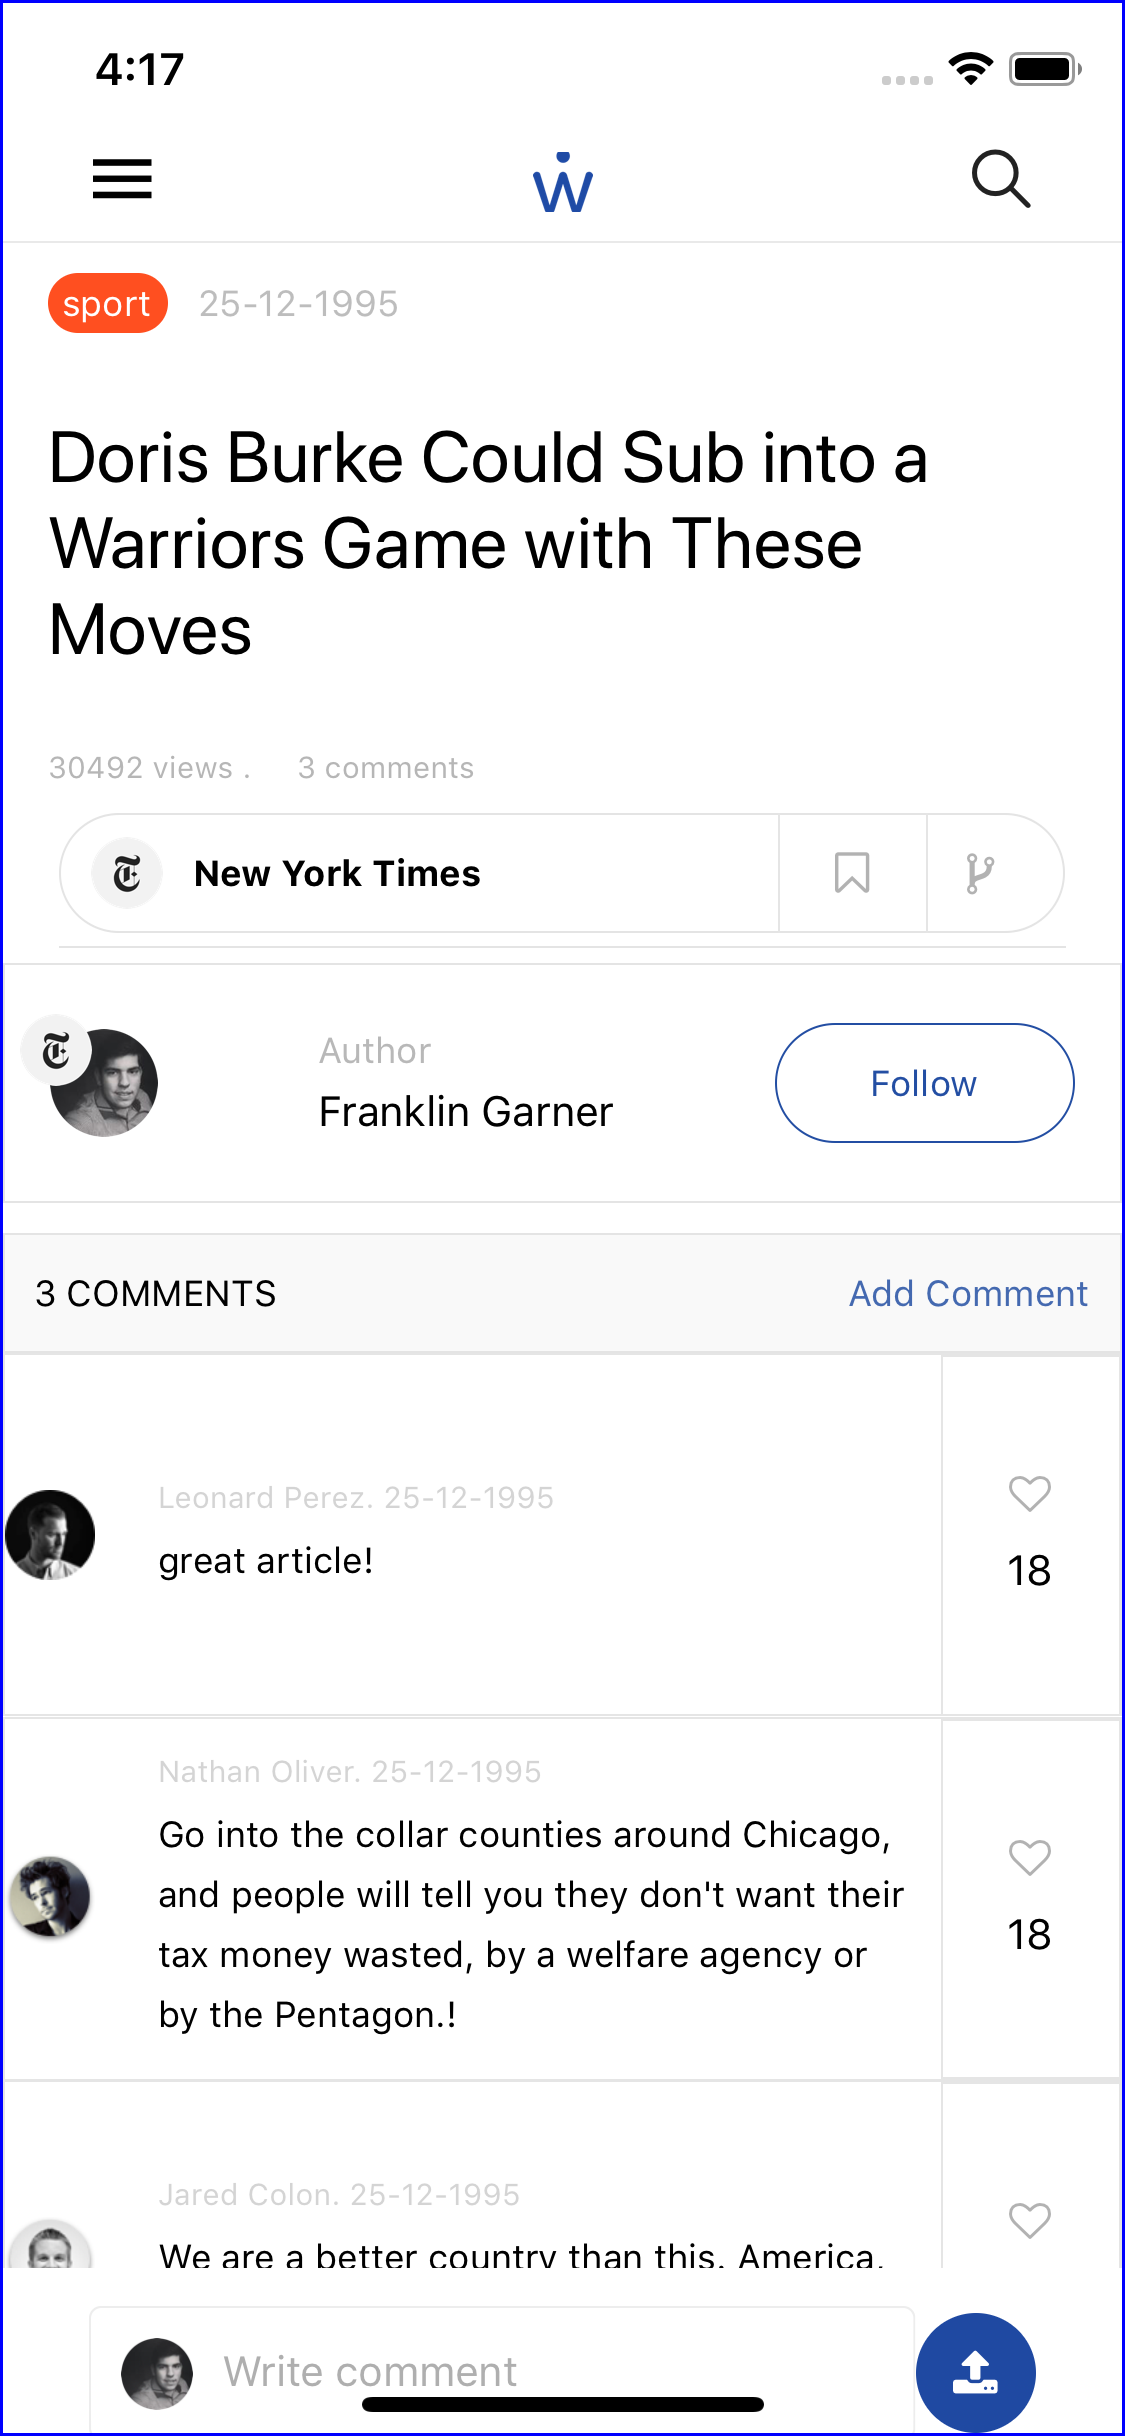 4:17
sport 25-12-1995
Doris Burke Could Sub into a
Warriors Game with These
Moves
30492 views . 3 comments
New York Times
Author
Franklin Garner
Follow
3 COMMENTS
Add Comment
Leonard Perez. 25-12-1995
great article!
18
Nathan Oliver. 25-12-1995
Go into the collar counties around Chicago,
and people will tell you they don't want their
tax money wasted, by a welfare agency or
by the Pentagon.!
18
Jared Colon. 25-12-1995
We are a better country than this. America,
Write comment